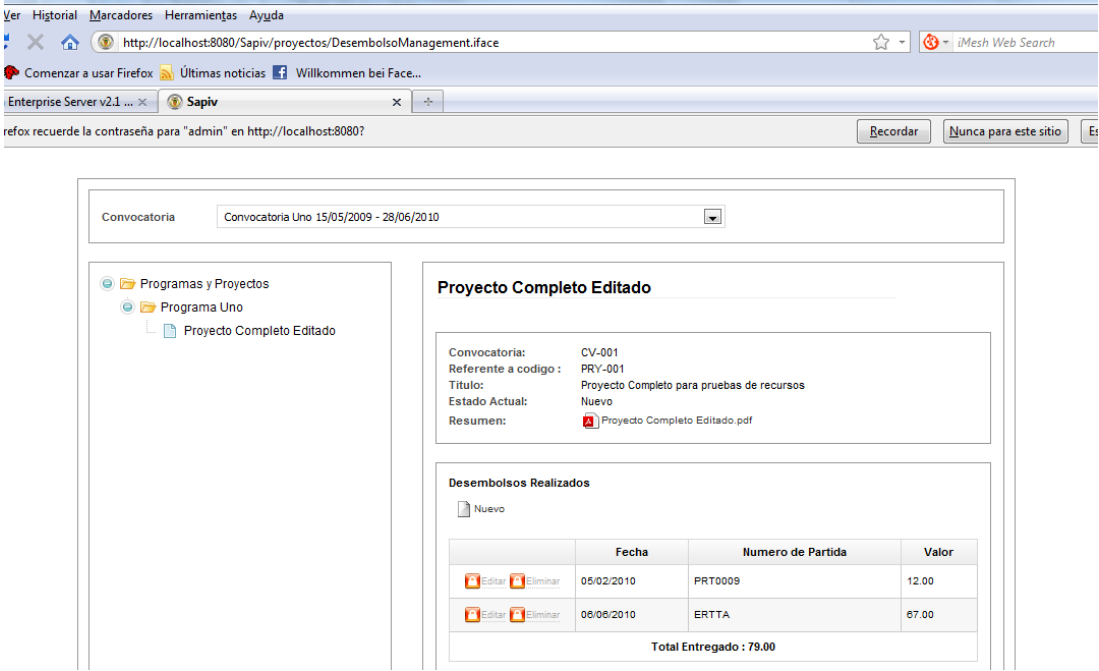 Ver Historial Marcadores Herramientas Ayuda
http://localhost:8080/Sapiv/proyectos/DesembolsoManagement.iface
iMesh Web Search
Comenzar a usar Firefox Últimas noticias Willkommen bei Face...
Enterprise Server v2.1 ... Sapiv
refox recuerde la contraseña para "admin" en http://localhost:8080? Recordar Nunca para este sitio Es
Convocatoria Convocatoria Uno 15/05/2009 - 28/06/2010
Programas y Proyectos
Programa Uno
Proyecto Completo Editado
Proyecto Completo Editado
Convocatoria: CV-001
Referente a codigo : PRY-001
Titulo: Proyecto Completo para pruebas de recursos
Estado Actual: Nuevo
Resumen: Proyecto Completo Editado.pdf
Desembolsos Realizados
Nuevo
Fecha Numero de Partida Valor
Editar Eliminar 05/02/2010 PRT0009 12.00
Editar Eliminar 06/06/2010 ERTTA 67.00
Total Entregado : 79.00